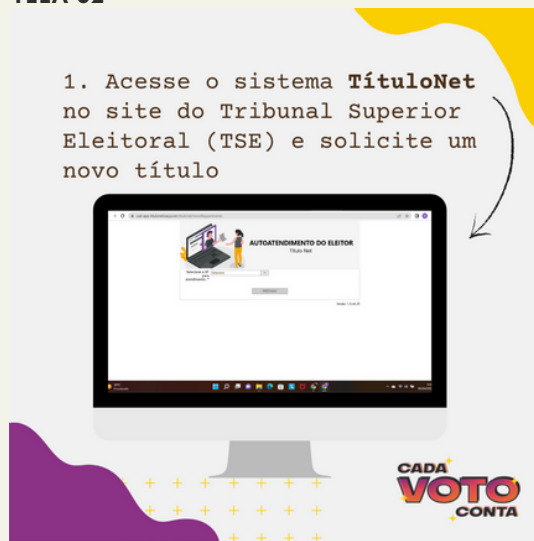 1. Acesse o sistema TítuloNet
no site do Tribunal Superior
Eleitoral (TSE) e solicite um
novo título
AUTOATENDIMENTO DO ELEITOR
Título Net
CADA
VOTO
CONTA